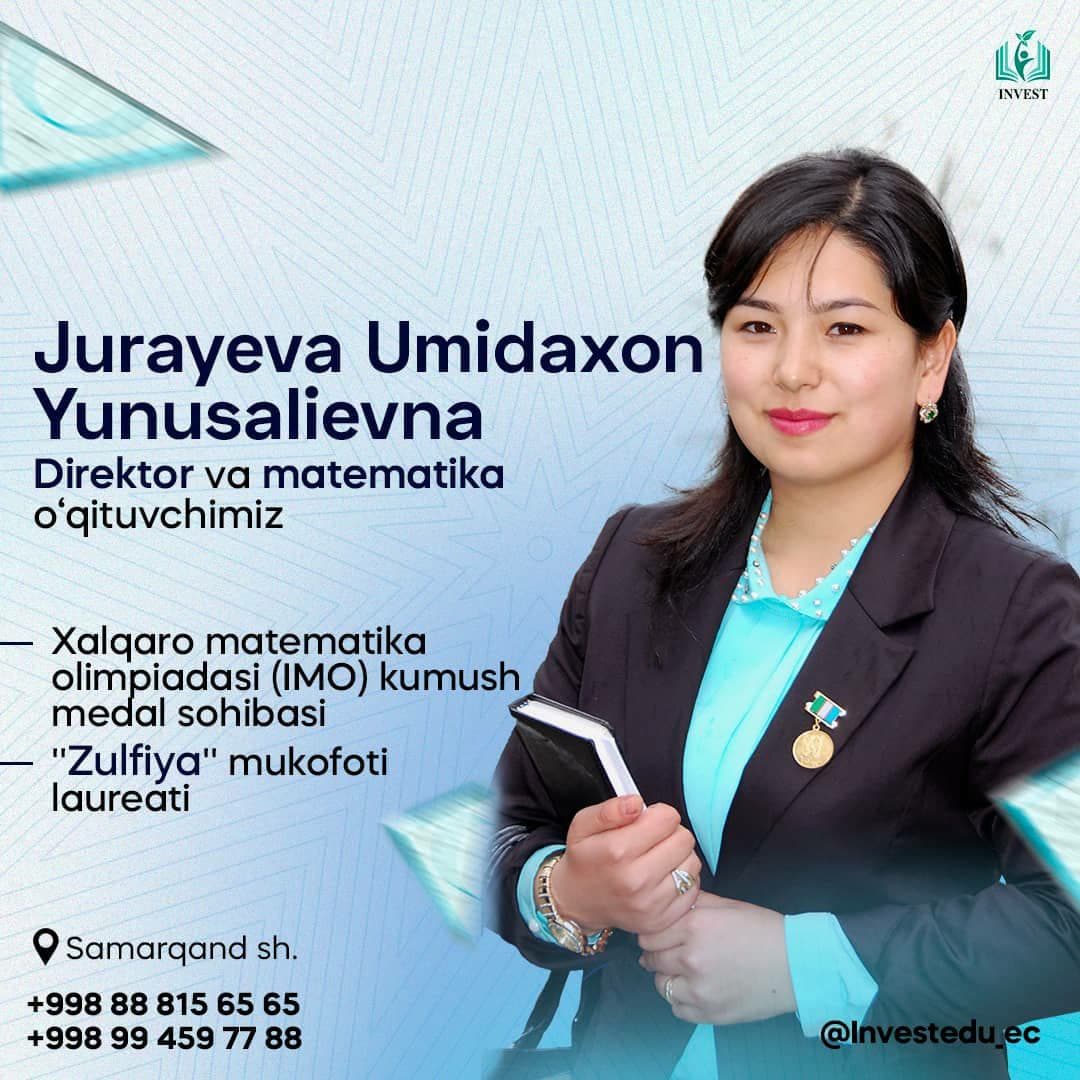 INVEST
Jurayeva Umidaxon
Yunusalievna
Direktor va matematika
o‘qituvchimiz
Xalqaro matematika
olimpiadasi (IMO) kumush
medal sohibasi
"Zulfiya" mukofoti
laureati
Samarqand sh.
+998 88 815 65 65
+998 99 459 77 88
@Investedu_ec